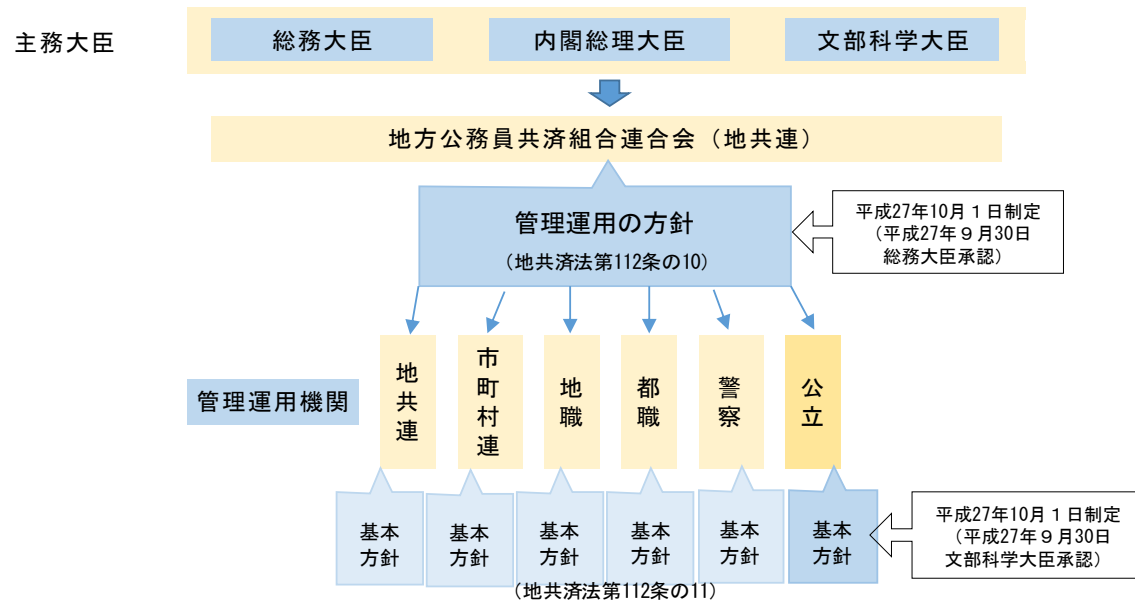 主務大臣
総務大臣
内閣総理大臣
文部科学大臣
地方公務員共済組合連合会（地共連）
管理運用の方針
（地共済法第112条の10）
平成27年10月１日制定
（平成27年９月30日
総務大臣承認）
管理運用機関
地共連
市町村連
地職
都職
警察
公立
基本
方針
基本
方針
基本
方針
基本
方針
基本
方針
基本
方針
（地共済法第112条の11）
平成27年10月１日制定
（平成27年９月30日
文部科学大臣承認）